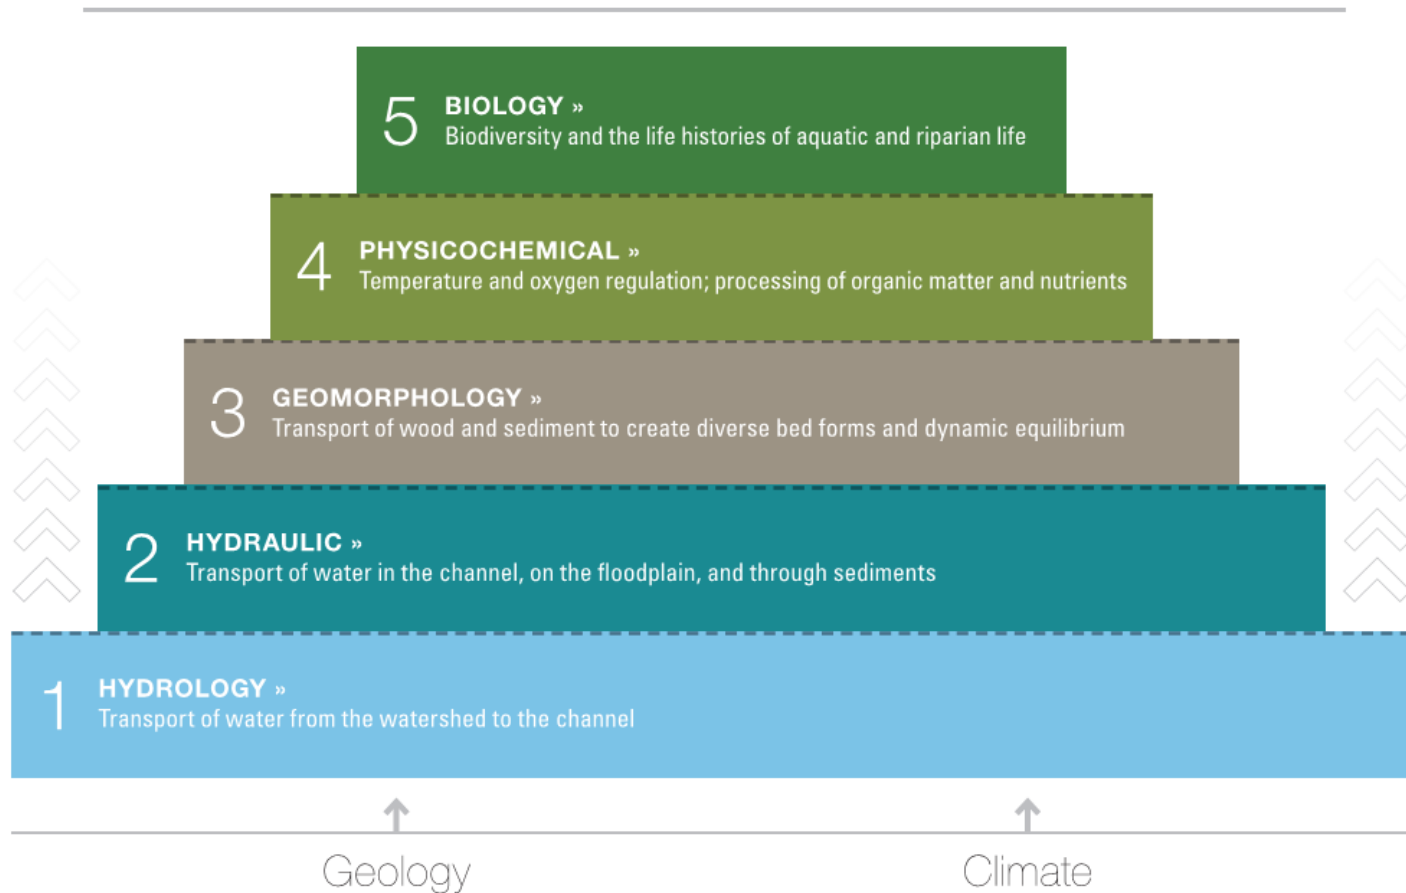 5
BIOLOGY »
Biodiversity and the life histories of aquatic and riparian life
4
PHYSICOCHEMICAL »
Temperature and oxygen regulation; processing of organic matter and nutrients
3
GEOMORPHOLOGY »
Transport of wood and sediment to create diverse bed forms and dynamic equilibrium
2
HYDRAULIC »
Transport of water in the channel, on the floodplain, and through sediments
1
HYDROLOGY »
Transport of water from the watershed to the channel
Geology
Climate